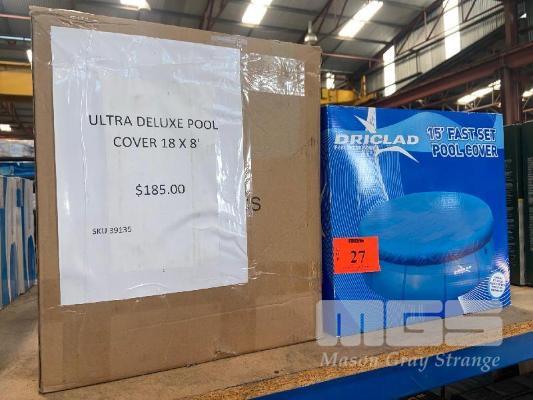 ULTRA DELUXE POOL
COVER 18 X 8'
$185.00
SKU 39135
DRICLAD
15' FAST SET
POOL COVER
27
MGS
Mason Gray Strange